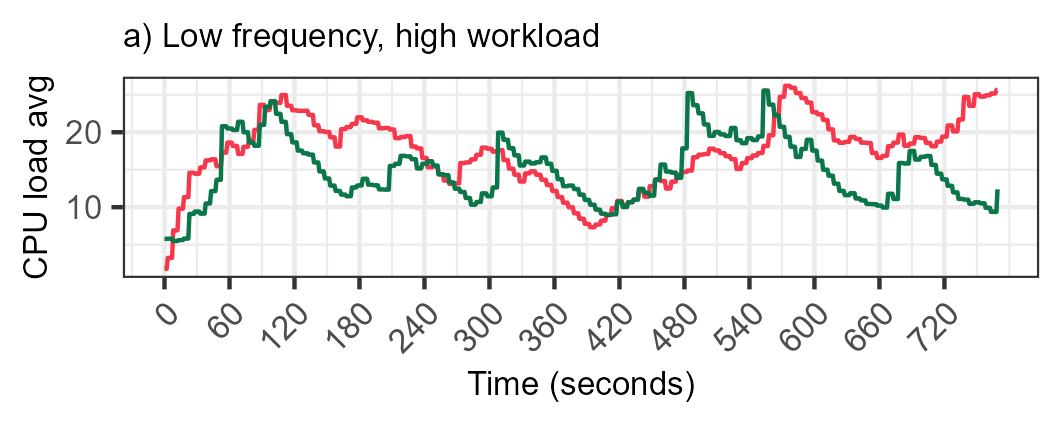 a) Low frequency, high workload
CPU load avg
20
10
0 60 120 180 240 300 360 420 480 540 600 660 720
Time (seconds)